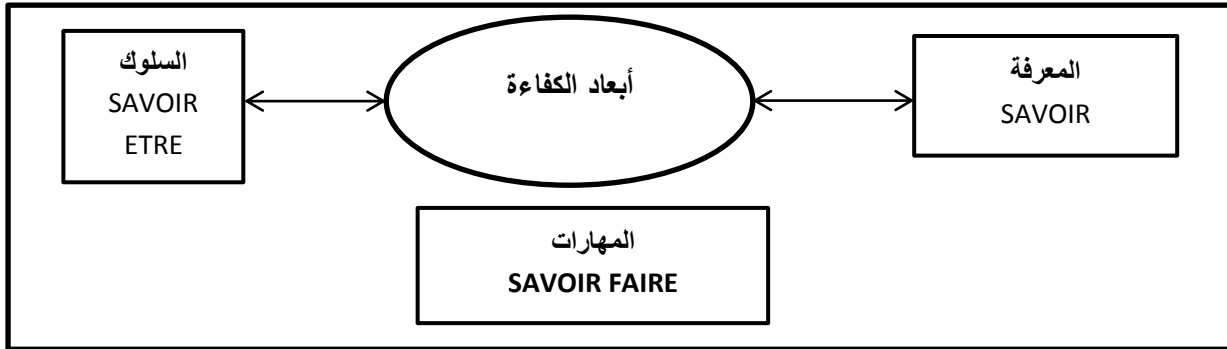 أبعاد الكفاءة
المعرفة
SAVOIR
السلوك
SAVOIR
ETRE
المهارات
SAVOIR FAIRE